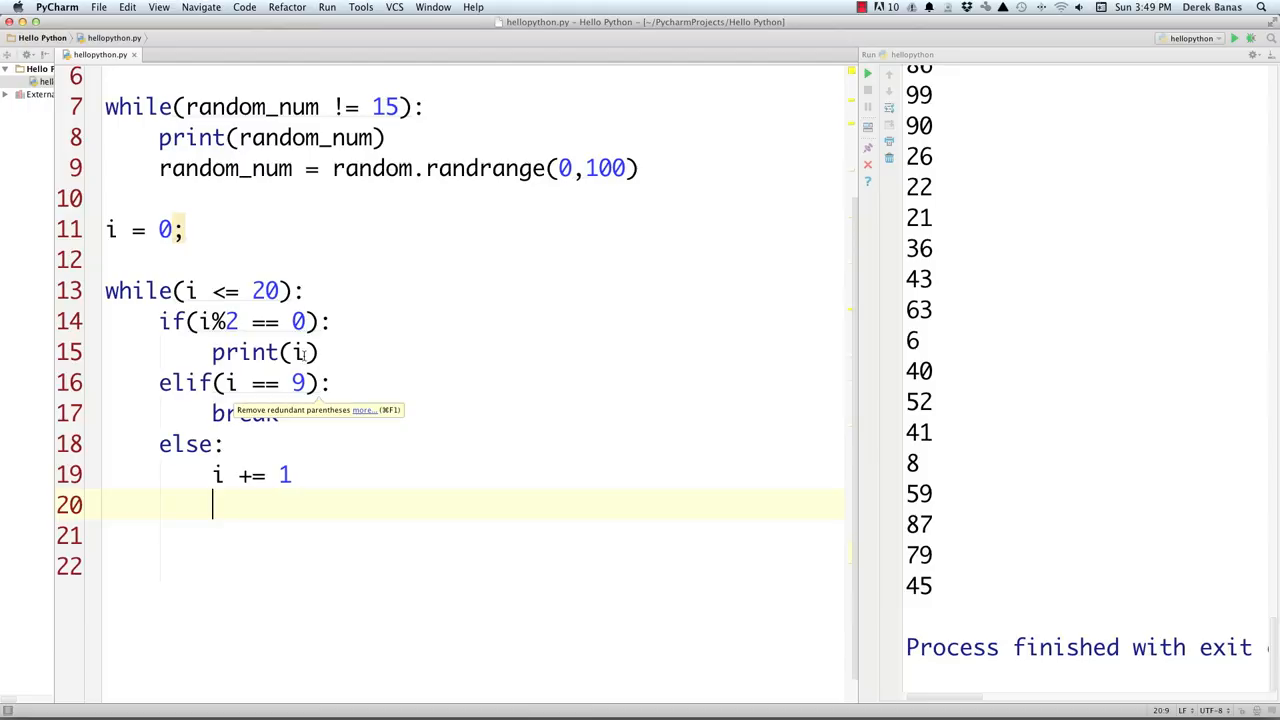 PyCharm File Edit View Navigate Code Refactor Run Tools VCS Window Help
10 Sun 3:49 PM Derek Banas
hellopython.py - Hello Python - [~/PycharmProjects/Hello Python]
Hello Python hellopython.py
hellopython
hellopython.py
Run hellopython
Hello P
hell
Externa
6
7 while(random_num != 15):
8 print(random_num)
9 random_num = random.randrange(0,100)
10
11 i = 0;
12
13 while(i <= 20):
14 if(i%2 == 0):
15 print(i)
16 elif(i == 9):
Remove redundant parentheses more... (⌘F1)
17 break
18 else:
19 i += 1
20
21
22
86
99
90
26
22
21
36
43
63
6
40
52
41
8
59
87
79
45
Process finished with exit
20:9 LF UTF-8